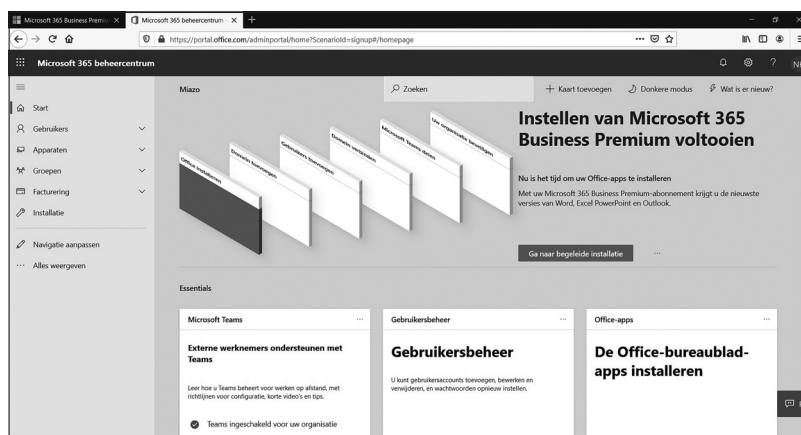 Microsoft 365 Business Premiu
Microsoft 365 beheercentrum -
https://portal.office.com/adminportal/home?ScenarioId=signup#/homepage
Microsoft 365 beheercentrum
Miazo
Zoeken
Kaart toevoegen
Donkere modus
Wat is er nieuw?
Start
Gebruikers
Apparaten
Groepen
Facturering
Installatie
Navigatie aanpassen
Alles weergeven
Office installeren
Domein toevoegen
Gebruikers toevoegen
Domein verbinden
Microsoft Teams delen
Uw organisatie beveiligen
Instellen van Microsoft 365
Business Premium voltooien
Nu is het tijd om uw Office-apps te installeren
Met uw Microsoft 365 Business Premium-abonnement krijgt u de nieuwste
versies van Word, Excel PowerPoint en Outlook.
Ga naar begeleide installatie
Essentials
Microsoft Teams
Externe werknemers ondersteunen met
Teams
Leer hoe u Teams beheert voor werken op afstand, met
richtlijnen voor configuratie, korte video's en tips.
Teams ingeschakeld voor uw organisatie
Gebruikersbeheer
Gebruikersbeheer
U kunt gebruikersaccounts toevoegen, bewerken en
verwijderen, en wachtwoorden opnieuw instellen.
Office-apps
De Office-bureaublad-
apps installeren